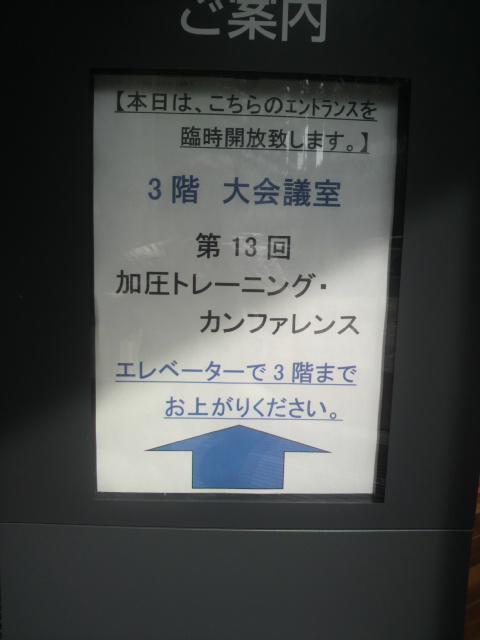 ご案内
【本日は、こちらのエントランスを
臨時開放致します。】
3階 大会議室
第13回
加圧トレーニング・
カンファレンス
エレベーターで3階まで
お上がりください。